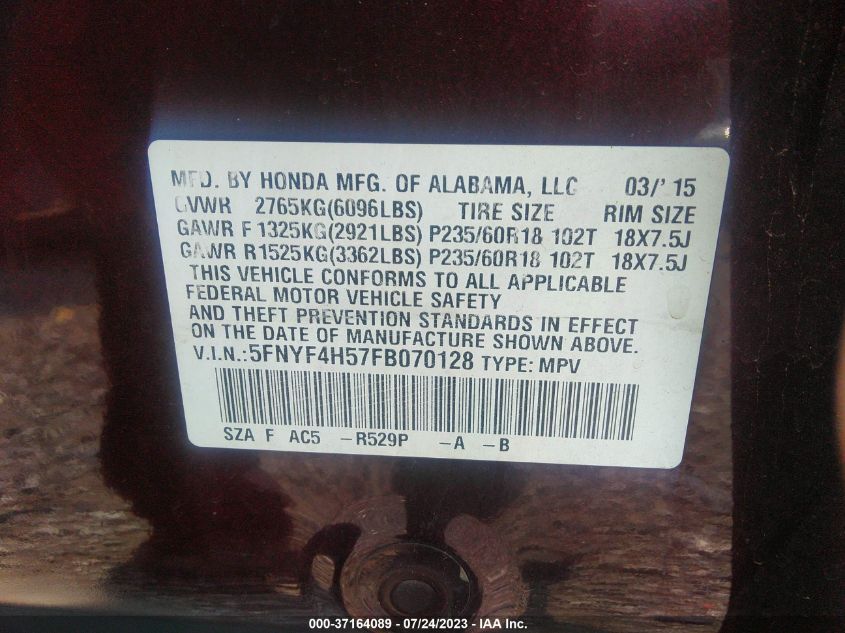 MFD. BY HONDA MFG. OF ALABAMA, LLC 03/'15
GVWR 2765KG(6096LBS) TIRE SIZE RIM SIZE
GAWR F 1325KG(2921LBS) P235/60R18 102T 18X7.5J
GAWR R1525KG(3362LBS) P235/60R18 102T 18X7.5J
THIS VEHICLE CONFORMS TO ALL APPLICABLE
FEDERAL MOTOR VEHICLE SAFETY
AND THEFT PREVENTION STANDARDS IN EFFECT
ON THE DATE OF MANUFACTURE SHOWN ABOVE.
V.I.N.:5FNYF4H57FB070128 TYPE: MPV
SZA F AC5 -R529P -A -B
000-37164089 / 07/24/2023 - IAA Inc.